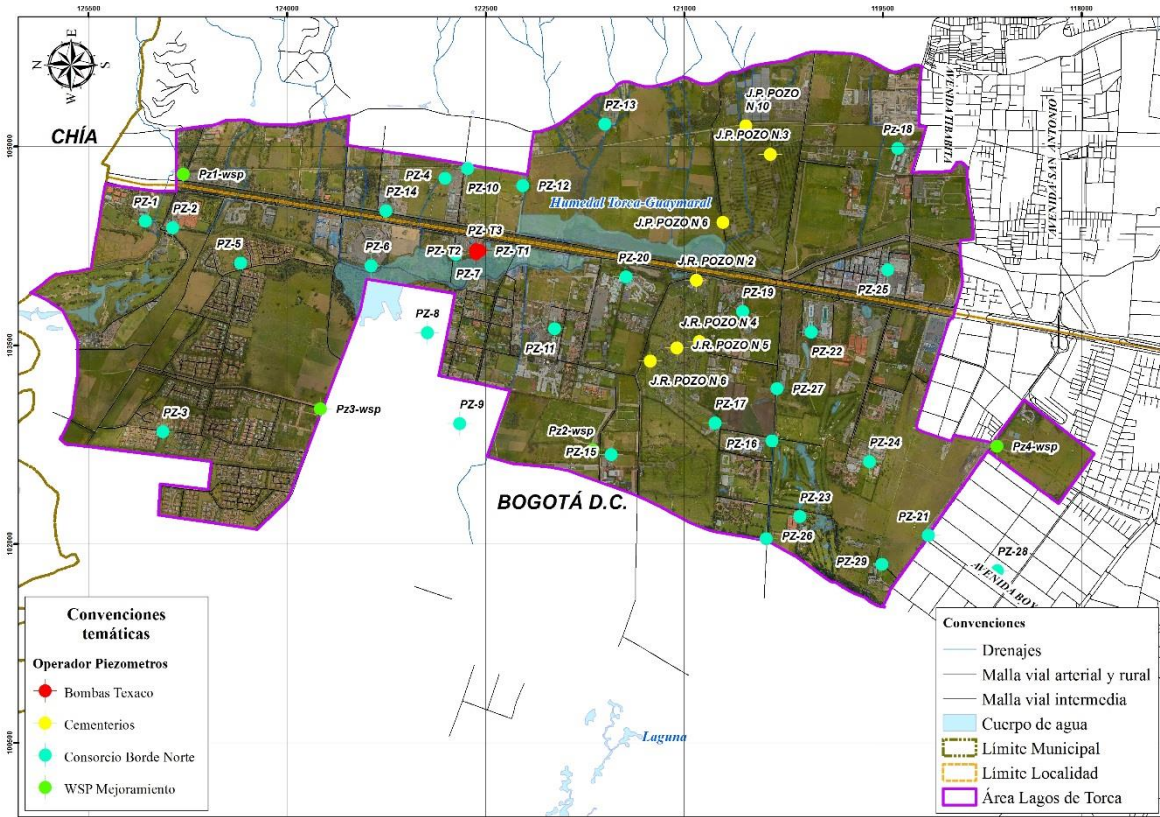 125500
124000
122500
121000
119500
118000
E
N
S
W
CHÍA
105000
103500
102000
100500
PZ-13
J.P. POZO
N 10
J.P. POZO N.3
Pz-18
AVENIDA SAN ANTONIO
Pz1-wsp
PZ-4
PZ-10
PZ-12
PZ-14
Humedal Torca-Guaymaral
J.P. POZO N 6
PZ-1
PZ-2
PZ-5
PZ-6
PZ-T3
PZ-T2
PZ-T1
PZ-7
PZ-20
J.R. POZO N 2
PZ-19
PZ-25
PZ-8
PZ-11
J.R. POZO N 4
J.R. POZO N 5
J.R. POZO N 6
PZ-22
PZ-27
Pz3-wsp
PZ-9
PZ-3
Pz2-wsp
PZ-15
PZ-17
PZ-16
PZ-24
Pz4-wsp
BOGOTÁ D.C.
PZ-23
PZ-26
PZ-21
PZ-29
PZ-28
AVENIDA BOY
Laguna
Convenciones
temáticas
Operador Piezometros
Bombas Texaco
Cementerios
Consorcio Borde Norte
WSP Mejoramiento
Convenciones
Drenajes
Malla vial arterial y rural
Malla vial intermedia
Cuerpo de agua
Límite Municipal
Límite Localidad
Área Lagos de Torca